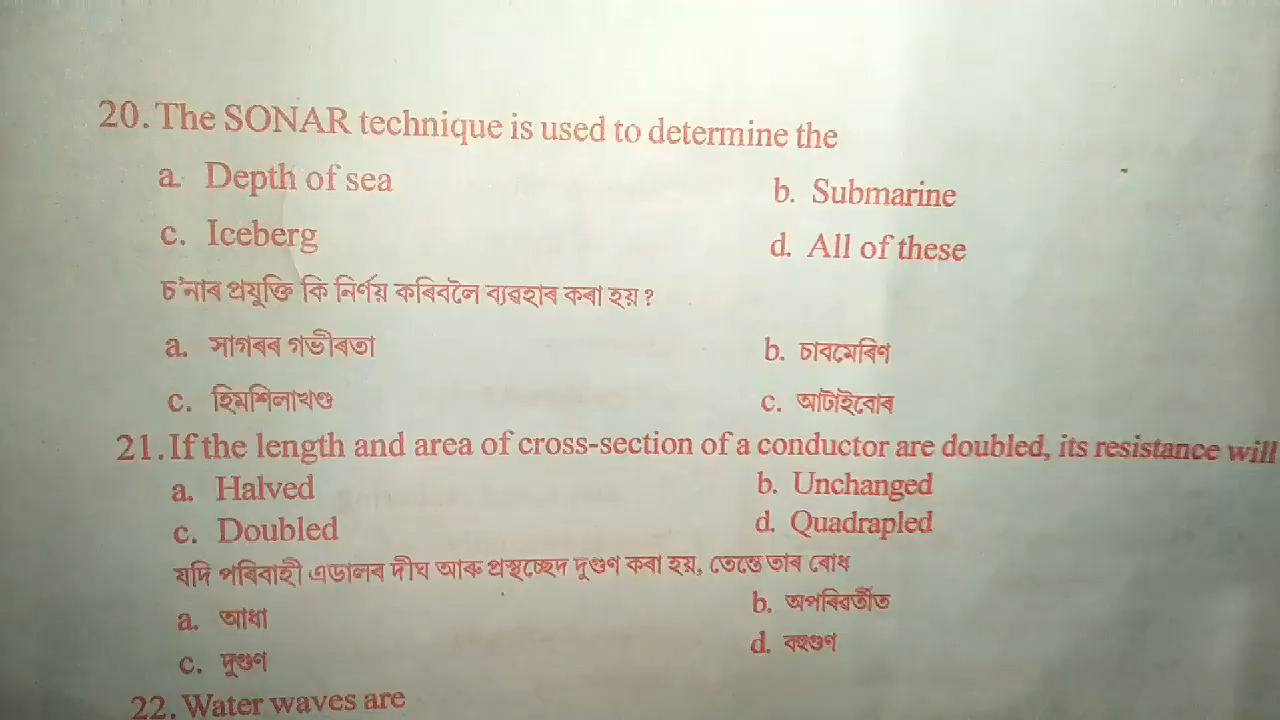 20. The SONAR technique is used to determine the
a. Depth of sea b. Submarine
c. Iceberg d. All of these
চ'নাৰ প্ৰযুক্তি কি নিৰ্ণয় কৰিবলৈ ব্যৱহাৰ কৰা হয় ?
a. সাগৰৰ গভীৰতা b. চাবমেৰিণ
c. হিমশিলাখণ্ড c. আটাইবোৰ
21. If the length and area of cross-section of a conductor are doubled, its resistance will
a. Halved b. Unchanged
c. Doubled d. Quadrapled
যদি পৰিবাহী এডালৰ দীঘ আৰু প্ৰস্থচ্ছেদ দুগুণ কৰা হয়, তেন্তে তাৰ ৰোধ
a. আধা b. অপৰিৱৰ্তীত
c. দুগুণ d. বহুগুণ
22. Water waves are